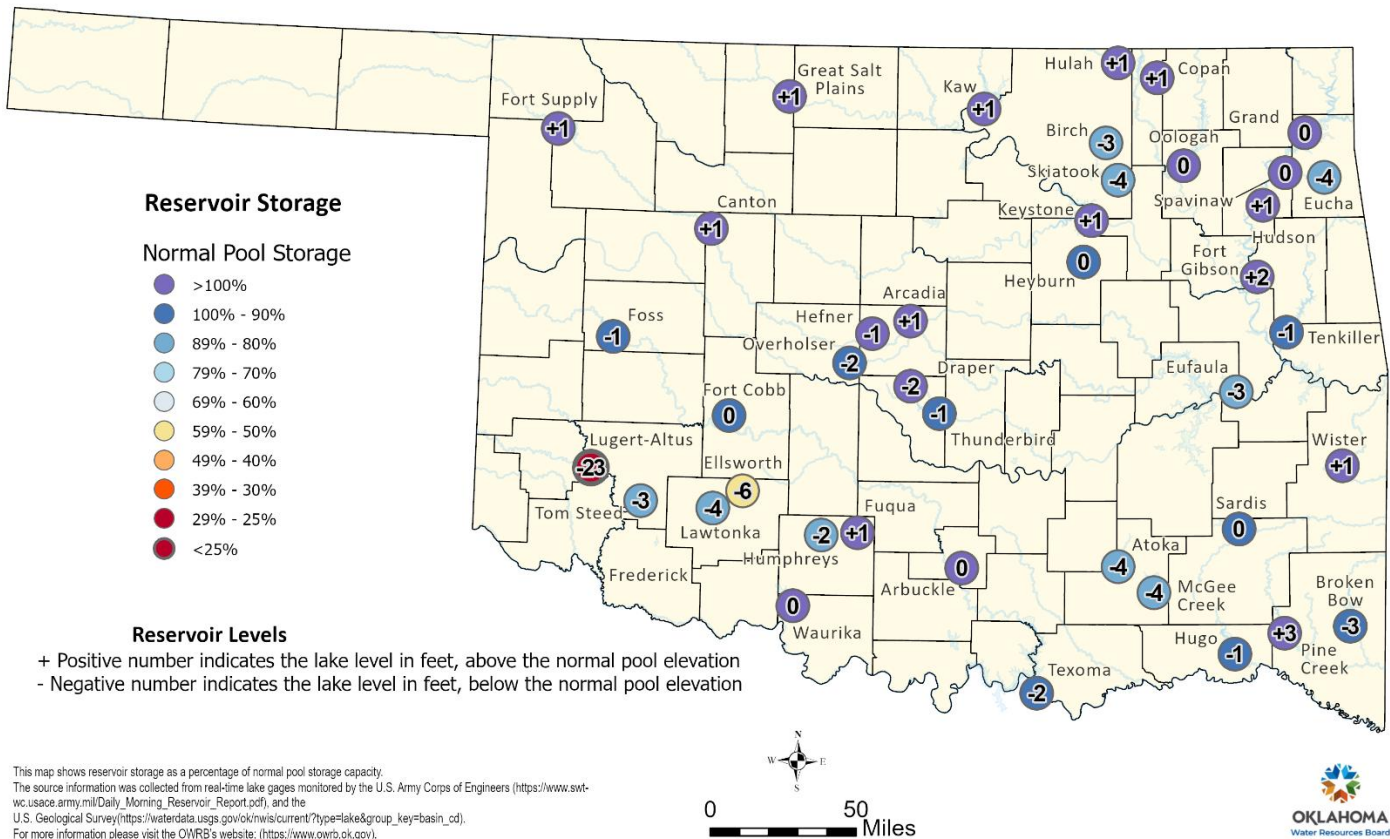 Hulah
+1
+1
Copan
Great Salt
Plains
+1
Kaw
+1
Fort Supply
+1
Grand
0
Birch
-3
Oologah
0
Skiatook
-4
0
-4
Spavinaw
Eucha
+1
Hudson
Keystone
+1
Canton
+1
Reservoir Storage
Normal Pool Storage
>100%
100% - 90%
89% - 80%
79% - 70%
69% - 60%
59% - 50%
49% - 40%
39% - 30%
29% - 25%
<25%
Heyburn
0
Fort
Gibson
+2
Arcadia
+1
Hefner
-1
Foss
-1
Overholser
-2
-1
Tenkiller
Draper
-2
Eufaula
-3
Fort Cobb
0
-1
Thunderbird
Lugert-Altus
-23
Wister
+1
Ellsworth
-6
Tom Steed
-3
-4
Lawtonka
Fuqua
+1
-2
Humphreys
Sardis
0
Atoka
-4
-4
McGee
Creek
Frederick
Arbuckle
0
Broken
Bow
-3
0
Waurika
Hugo
-1
+3
Pine
Creek
Texoma
-2
Reservoir Levels
+ Positive number indicates the lake level in feet, above the normal pool elevation
- Negative number indicates the lake level in feet, below the normal pool elevation
N
W
E
S
This map shows reservoir storage as a percentage of normal pool storage capacity.
The source information was collected from real-time lake gages monitored by the U.S. Army Corps of Engineers (https://www.swt-
wc.usace.army.mil/Daily_Morning_Reservoir_Report.pdf), and the
U.S. Geological Survey(https://waterdata.usgs.gov/ok/nwis/current/?type=lake&group_key=basin_cd).
For more information please visit the OWRB's website: (https://www.owrb.ok.gov).
0
50
Miles
OKLAHOMA
Water Resources Board